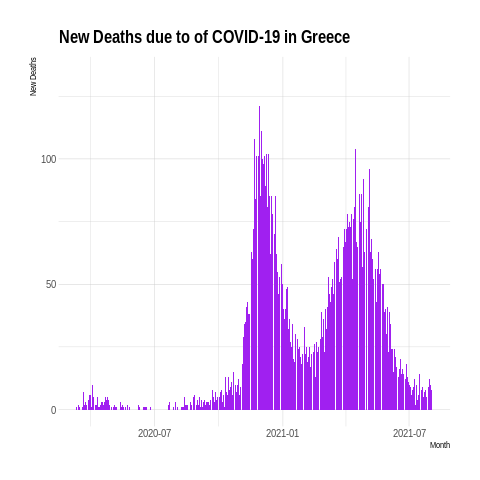 New Deaths due to of COVID-19 in Greece
New Deaths
100
50
0
2020-07
2021-01
2021-07
Month